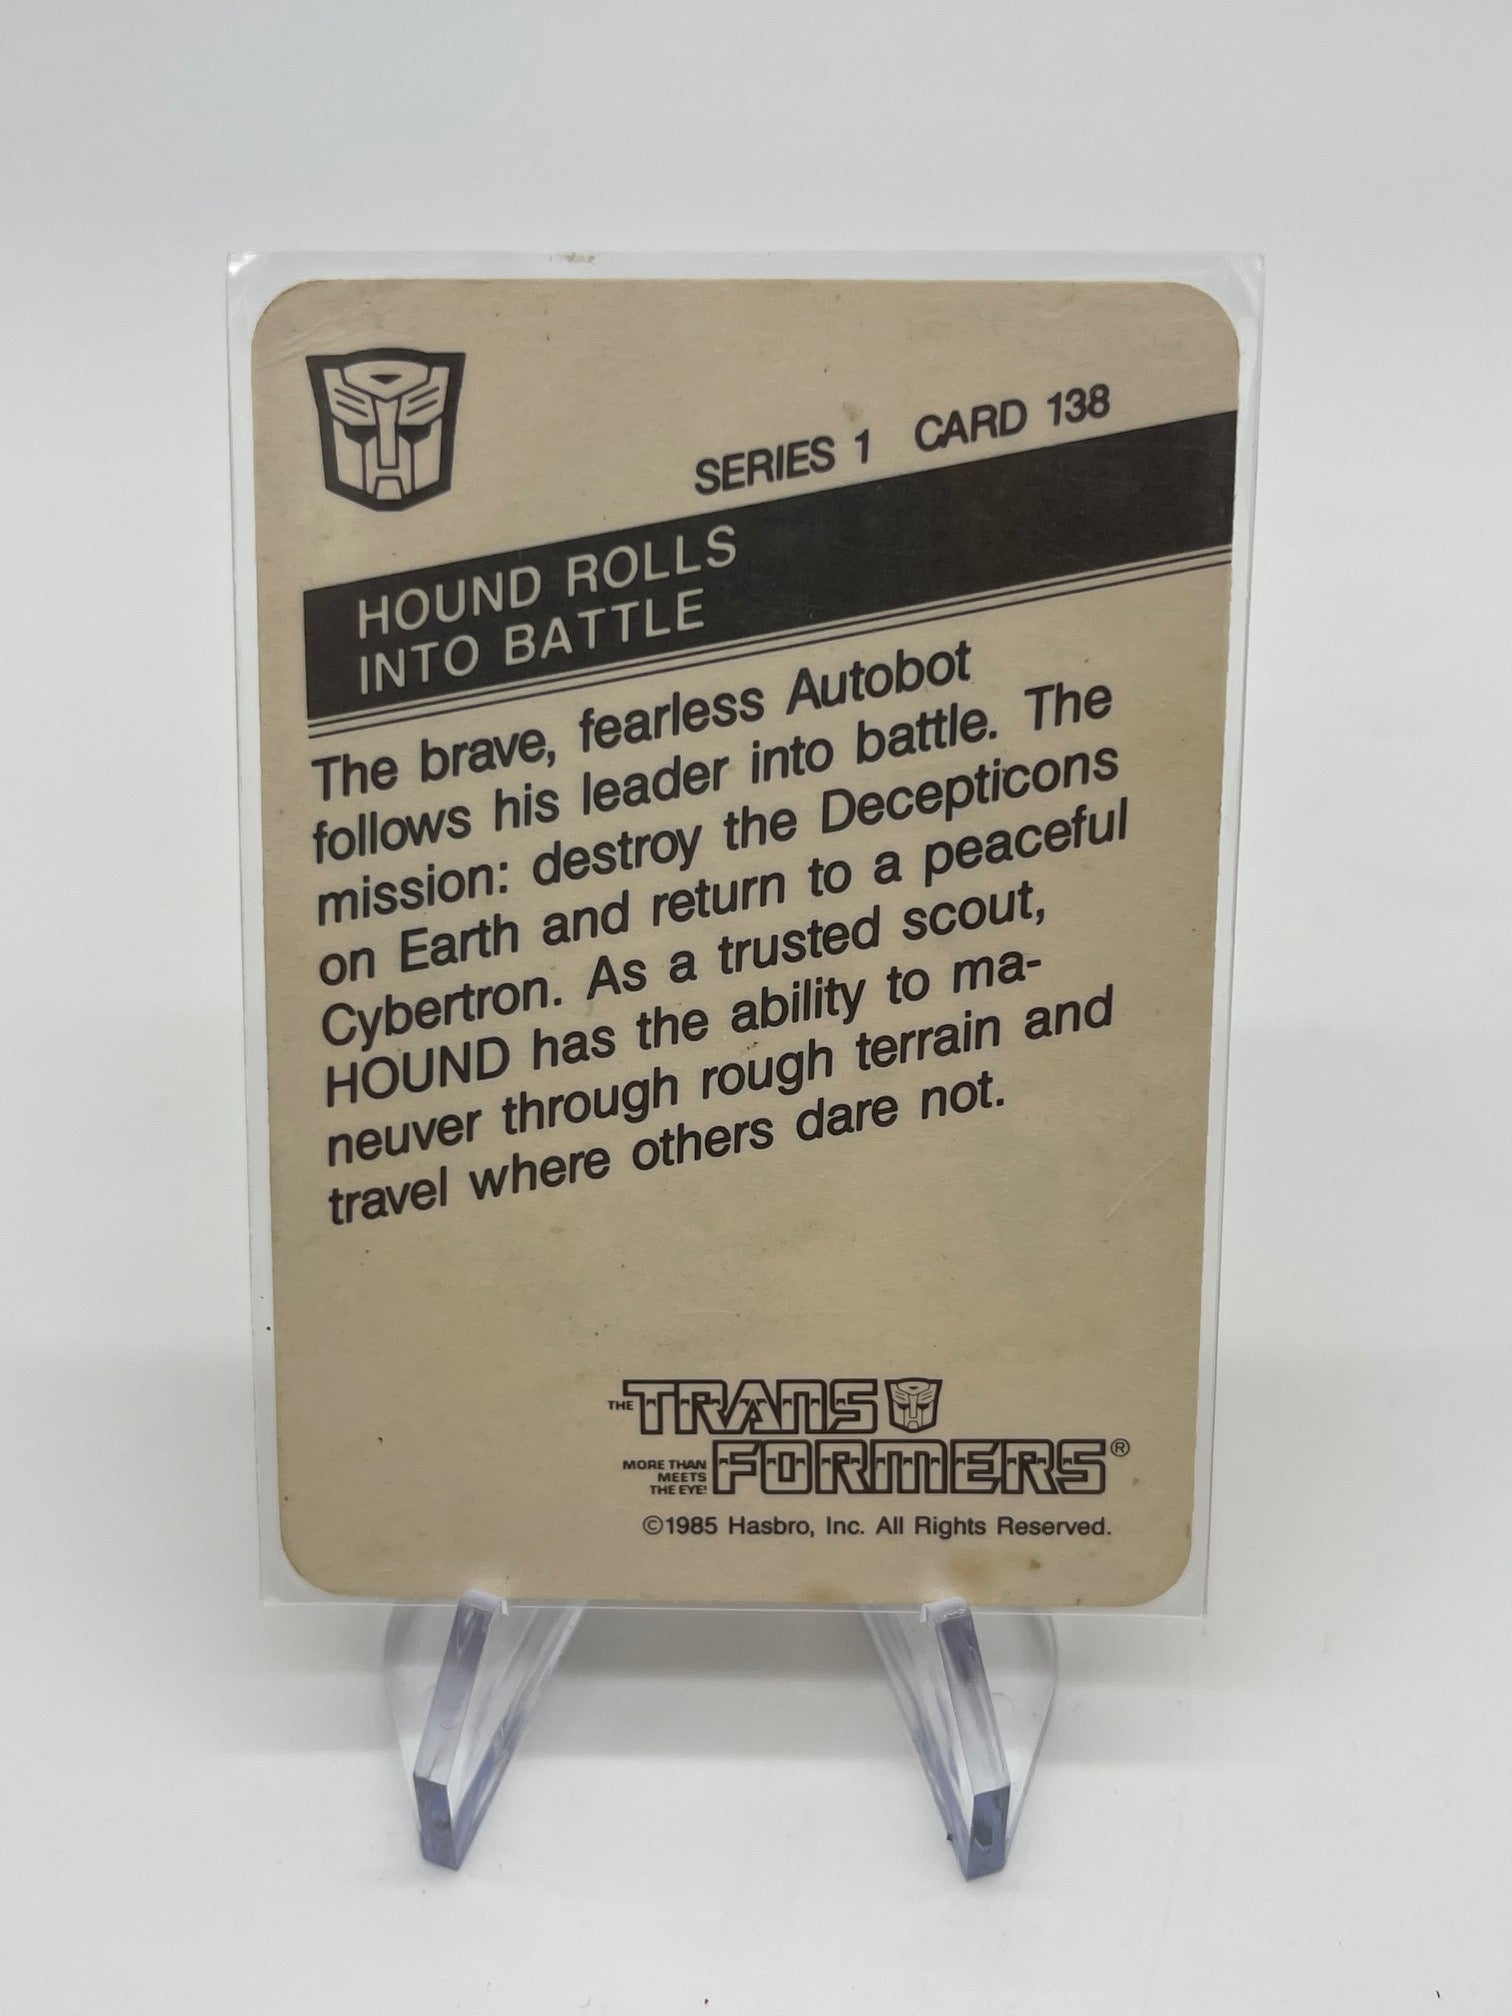 SERIES 1 CARD 138
HOUND ROLLS
INTO BATTLE
The brave, fearless Autobot
follows his leader into battle. The
mission: destroy the Decepticons
on Earth and return to a peaceful
Cybertron. As a trusted scout,
HOUND has the ability to ma-
neuver through rough terrain and
travel where others dare not.
THE TRANS
FORMERS®
MORE THAN
MEETS
THE EYE!
©1985 Hasbro, Inc. All Rights Reserved.